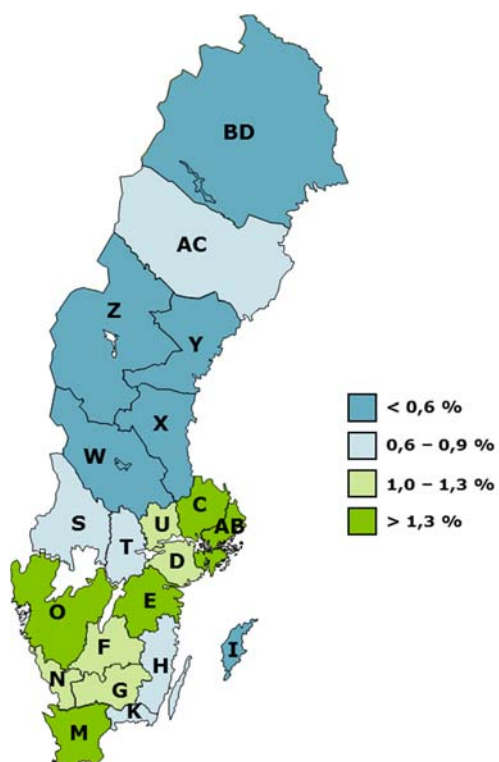 BD
AC
Z
Y
X
W
< 0,6 %
0,6 – 0,9 %
1,0 – 1,3 %
> 1,3 %
C
S
T
U
AB
D
E
O
F
I
H
N
G
K
M